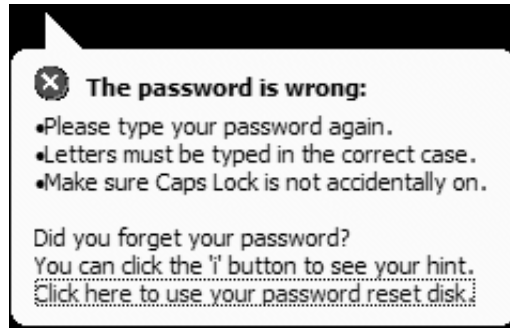 The password is wrong:
•Please type your password again.
•Letters must be typed in the correct case.
•Make sure Caps Lock is not accidentally on.
Did you forget your password?
You can click the 'i' button to see your hint.
Click here to use your password reset disk.